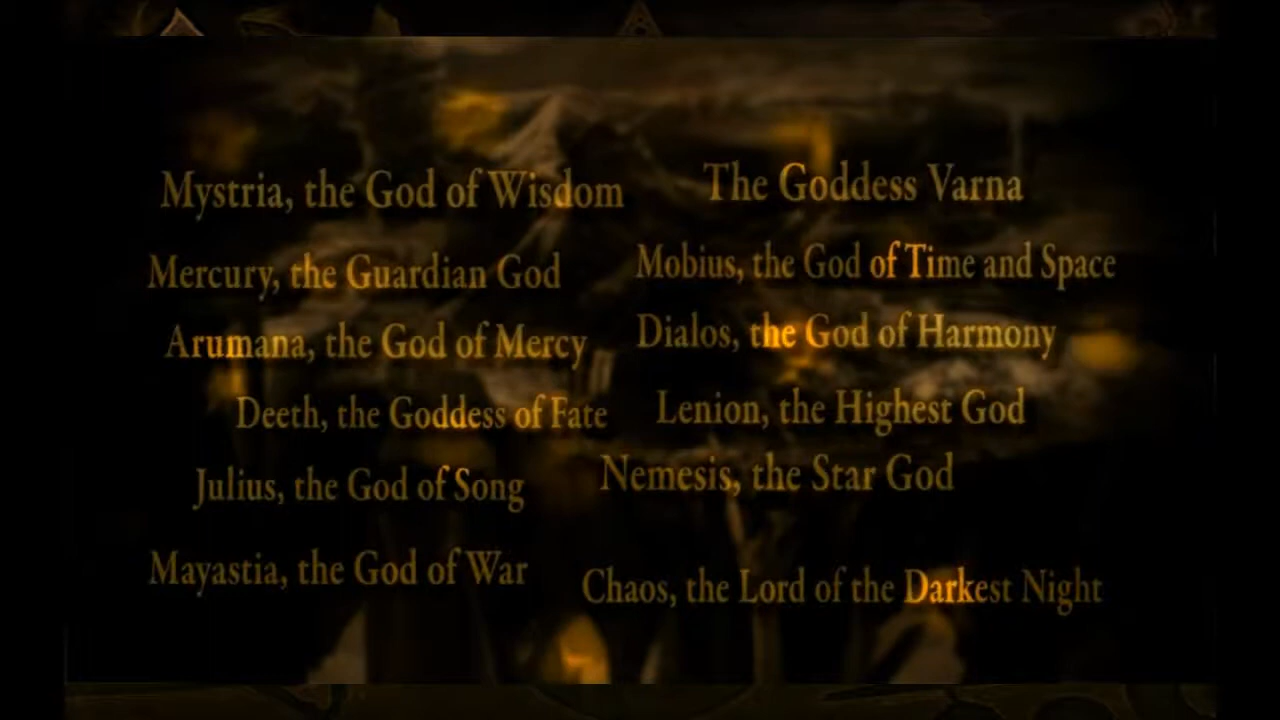 Mystria, the God of Wisdom
Mercury, the Guardian God
Arumana, the God of Mercy
Deeth, the Goddess of Fate
Julius, the God of Song
Mayastia, the God of War
The Goddess Varna
Mobius, the God of Time and Space
Dialos, the God of Harmony
Lenion, the Highest God
Nemesis, the Star God
Chaos, the Lord of the Darkest Night